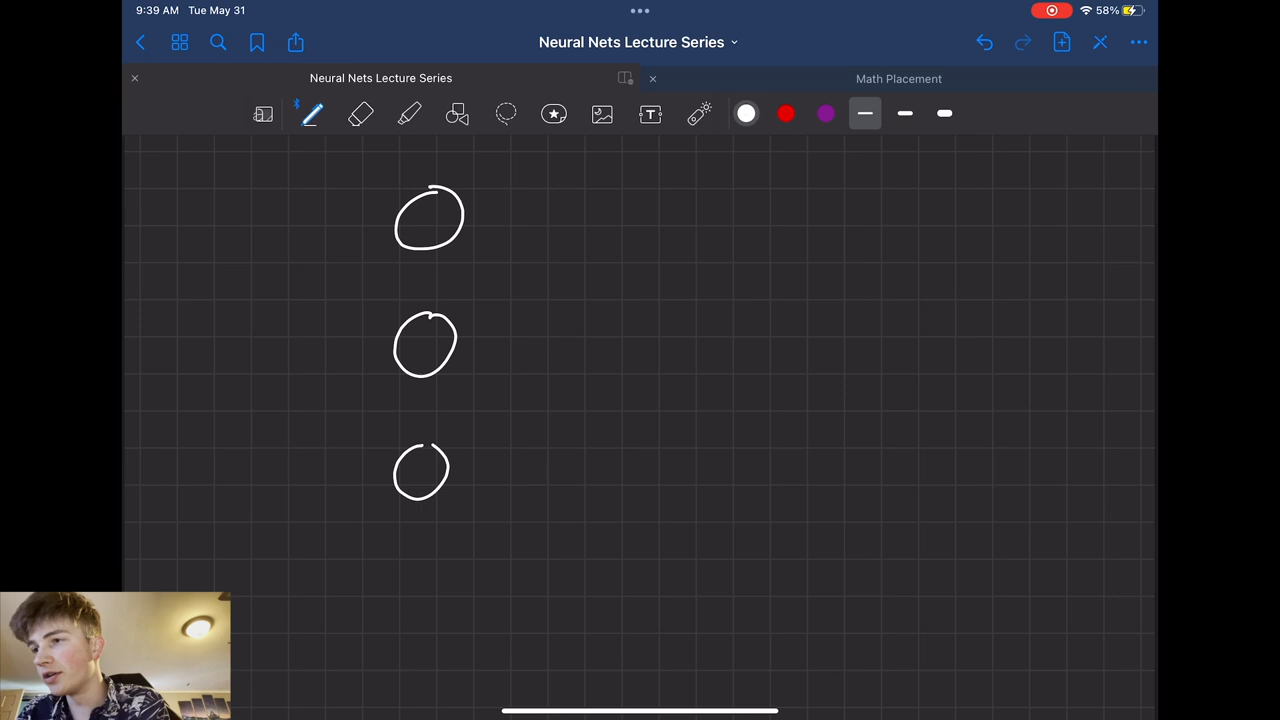 9:39 AM Tue May 31
58%
Neural Nets Lecture Series
Neural Nets Lecture Series
Math Placement
T